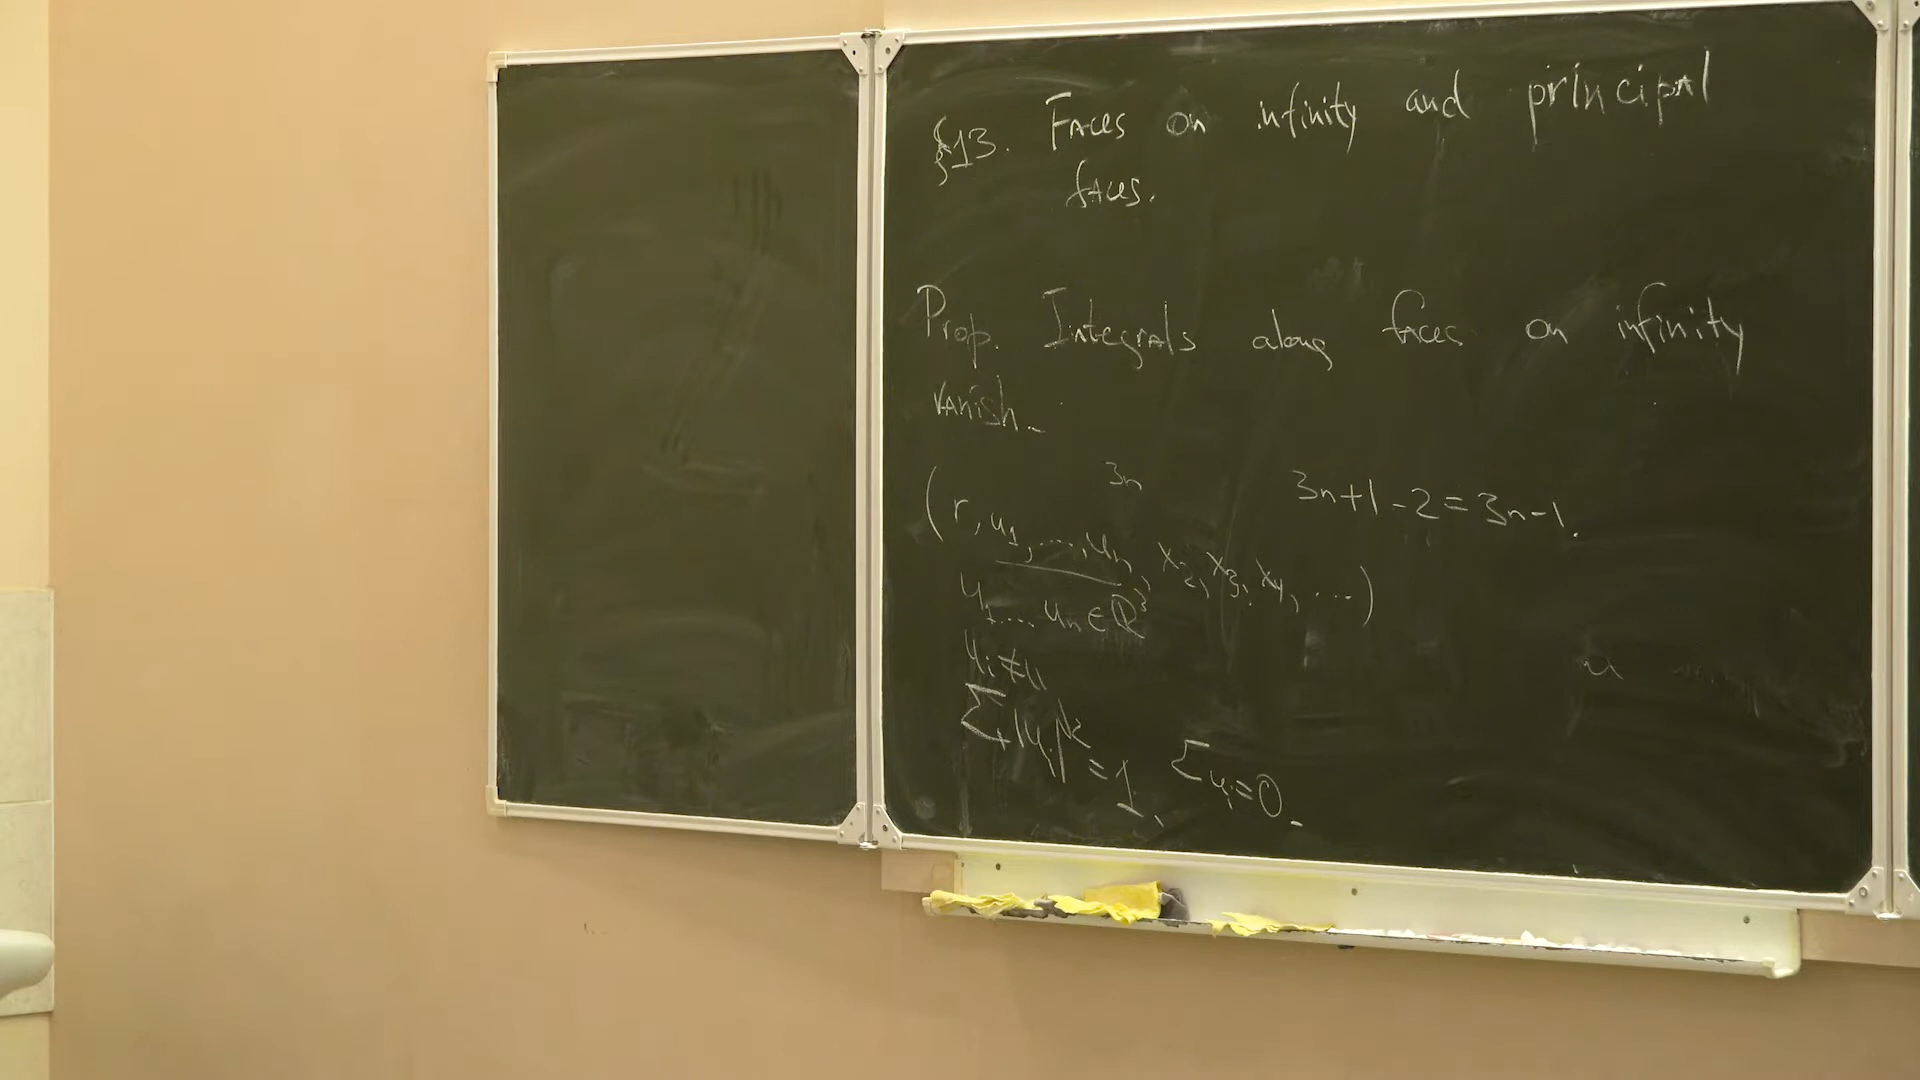 §13. Faces on infinity and principal
faces.
Prop. Integrals along faces on infinity
vanish.
3n 3n+1-2=3n-1.
(r, u₁, ...., uₙ, x₂, x₃, x₄, ....)
u₁.... uₙ ∈ ℝ³
uᵢ ≠ uⱼ
Σ|uᵢ|² = 1, Σuᵢ=0.